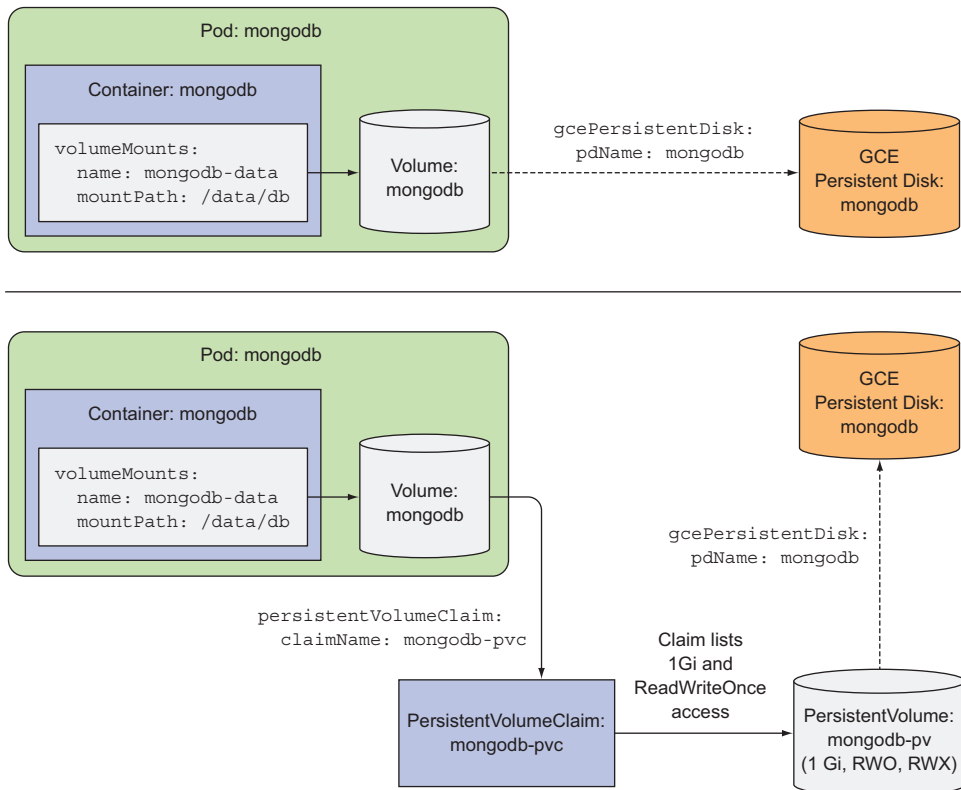 Pod: mongodb
Container: mongodb
volumeMounts:
name: mongodb-data
mountPath: /data/db
Volume:
mongodb
gcePersistentDisk:
pdName: mongodb
GCE
Persistent Disk:
mongodb
Pod: mongodb
Container: mongodb
volumeMounts:
name: mongodb-data
mountPath: /data/db
Volume:
mongodb
GCE
Persistent Disk:
mongodb
gcePersistentDisk:
pdName: mongodb
persistentVolumeClaim:
claimName: mongodb-pvc
PersistentVolumeClaim:
mongodb-pvc
Claim lists
1Gi and
ReadWriteOnce
access
PersistentVolume:
mongodb-pv
(1 Gi, RWO, RWX)